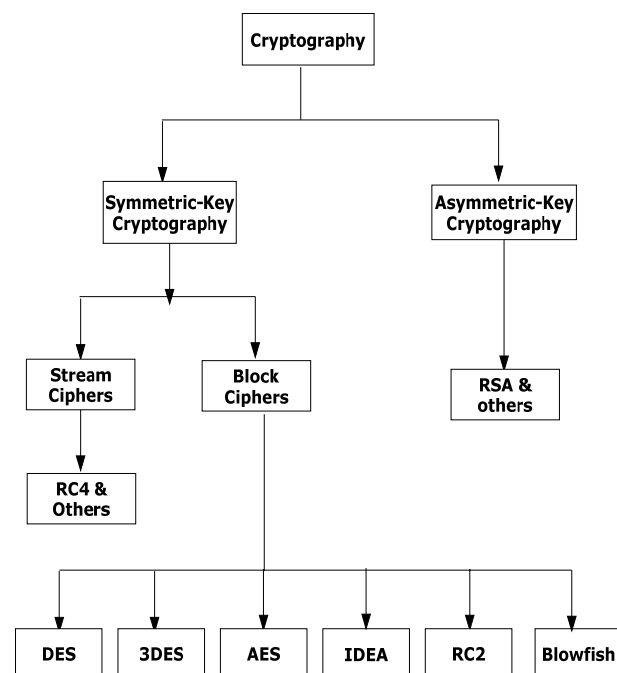 Cryptography
Symmetric-Key
Cryptography
Asymmetric-Key
Cryptography
Stream
Ciphers
Block
Ciphers
RSA &
others
RC4 &
Others
DES
3DES
AES
IDEA
RC2
Blowfish